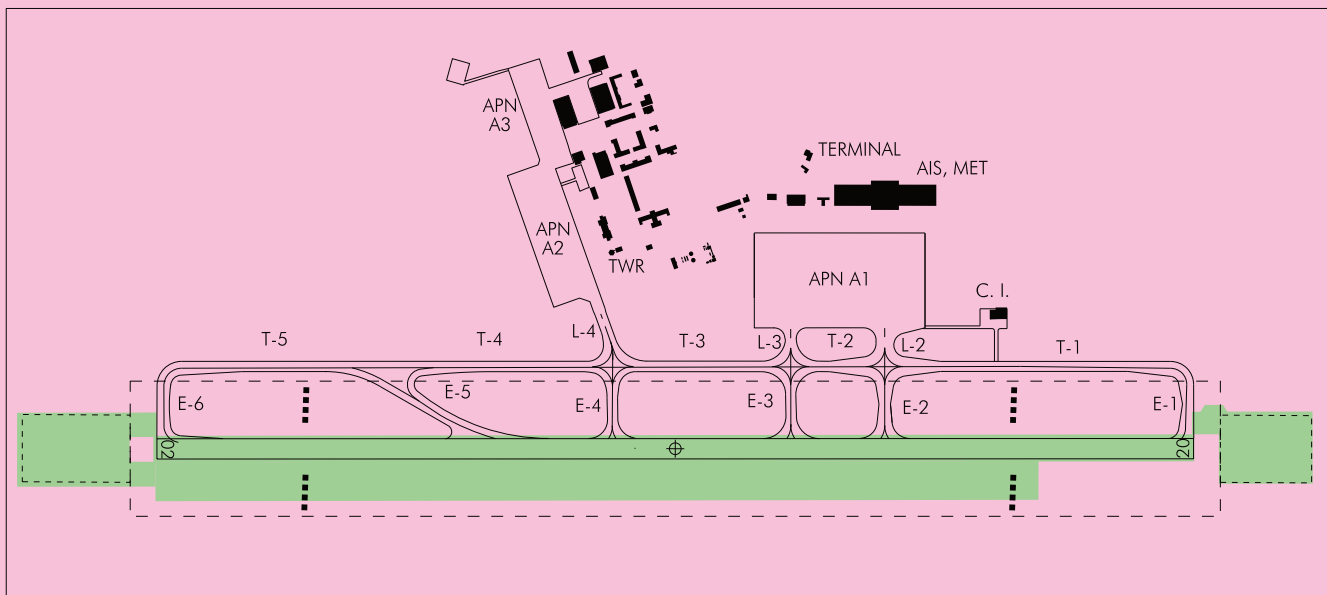 APN
A3
TERMINAL
AIS, MET
APN
A2
TWR
APN A1
C. I.
T-5
T-4
L-4
T-3
L-3
T-2
L-2
T-1
E-6
E-5
E-4
E-3
E-2
E-1
02
20